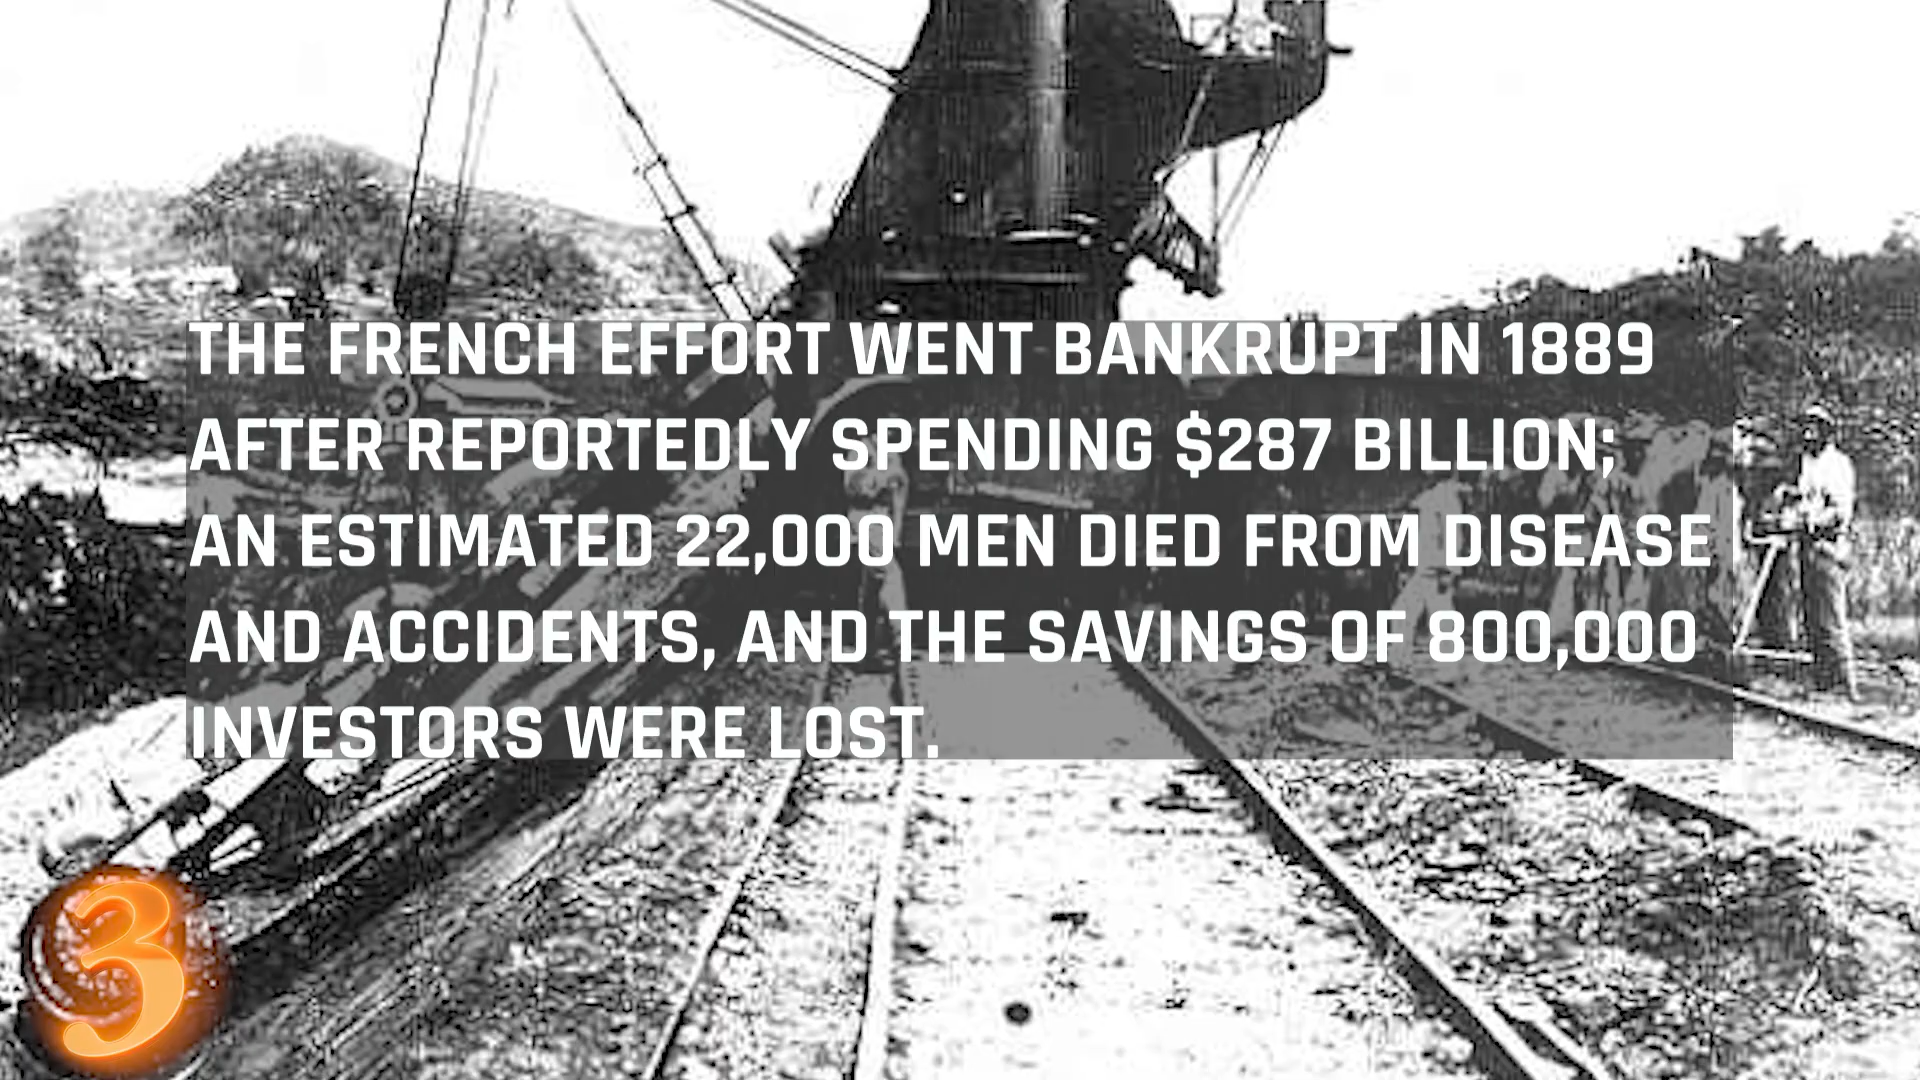 THE FRENCH EFFORT WENT BANKRUPT IN 1889
AFTER REPORTEDLY SPENDING $287 BILLION;
AN ESTIMATED 22,000 MEN DIED FROM DISEASE
AND ACCIDENTS, AND THE SAVINGS OF 800,000
INVESTORS WERE LOST.
3